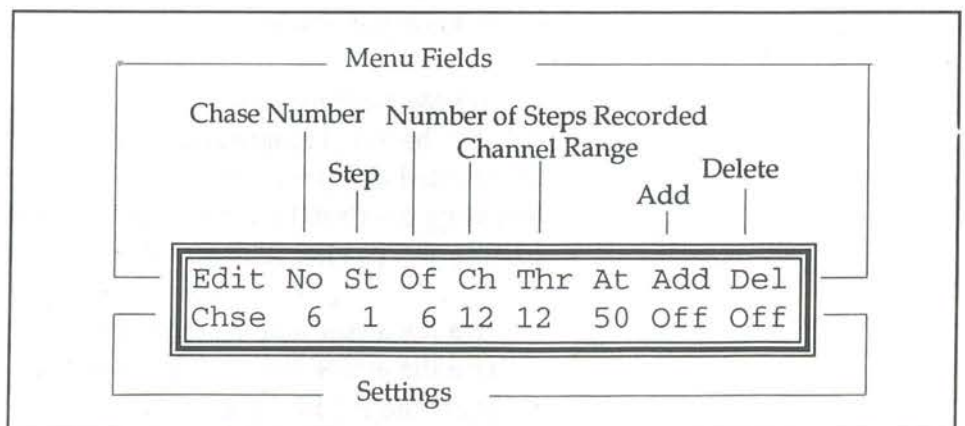 Menu Fields
Chase Number Number of Steps Recorded
Channel Range
Step Delete
Add
Edit No St Of Ch Thr At Add Del
Chse 6 1 6 12 12 50 Off Off
Settings